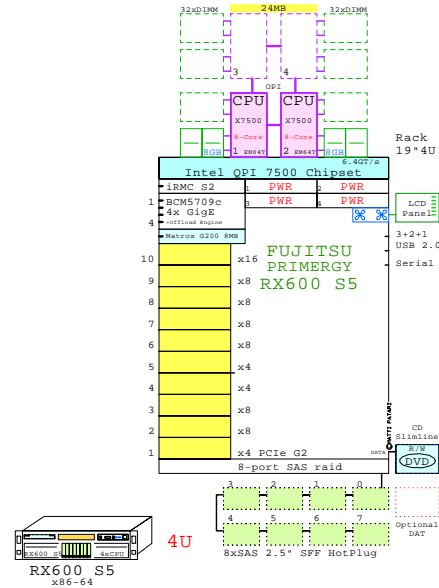 32xDIMM 24MB 32xDIMM
3 4
QPI
CPU CPU
X7500 X7500
8-Core 8-Core
8GB 1 EM64T 2 EM64T 8GB
Rack
19"4U
6.4GT/s
Intel QPI 7500 Chipset
iRMC S2 1 PWR 2 PWR
1 BCM5709c 3 PWR 4 PWR
4x GigE
4 +Offload Engine
LCD
Panel
Matrox G200 8MB
3+2+1
USB 2.0
Serial
FUJITSU
PRIMERGY
RX600 S5
10 x16
9 x8
8 x8
7 x8
6 x8
5 x4
4 x4
3 x8
2 x8
1 x4 PCIe G2
MATTI PATARI
SATA
CD
Slimline
R/W
DVD
8-port SAS raid
3 2 1 0
4 5 6 7
8xSAS 2.5" SFF HotPlug
Optional
DAT
RX600 S5 4xCPU
4U
RX600 S5
x86-64